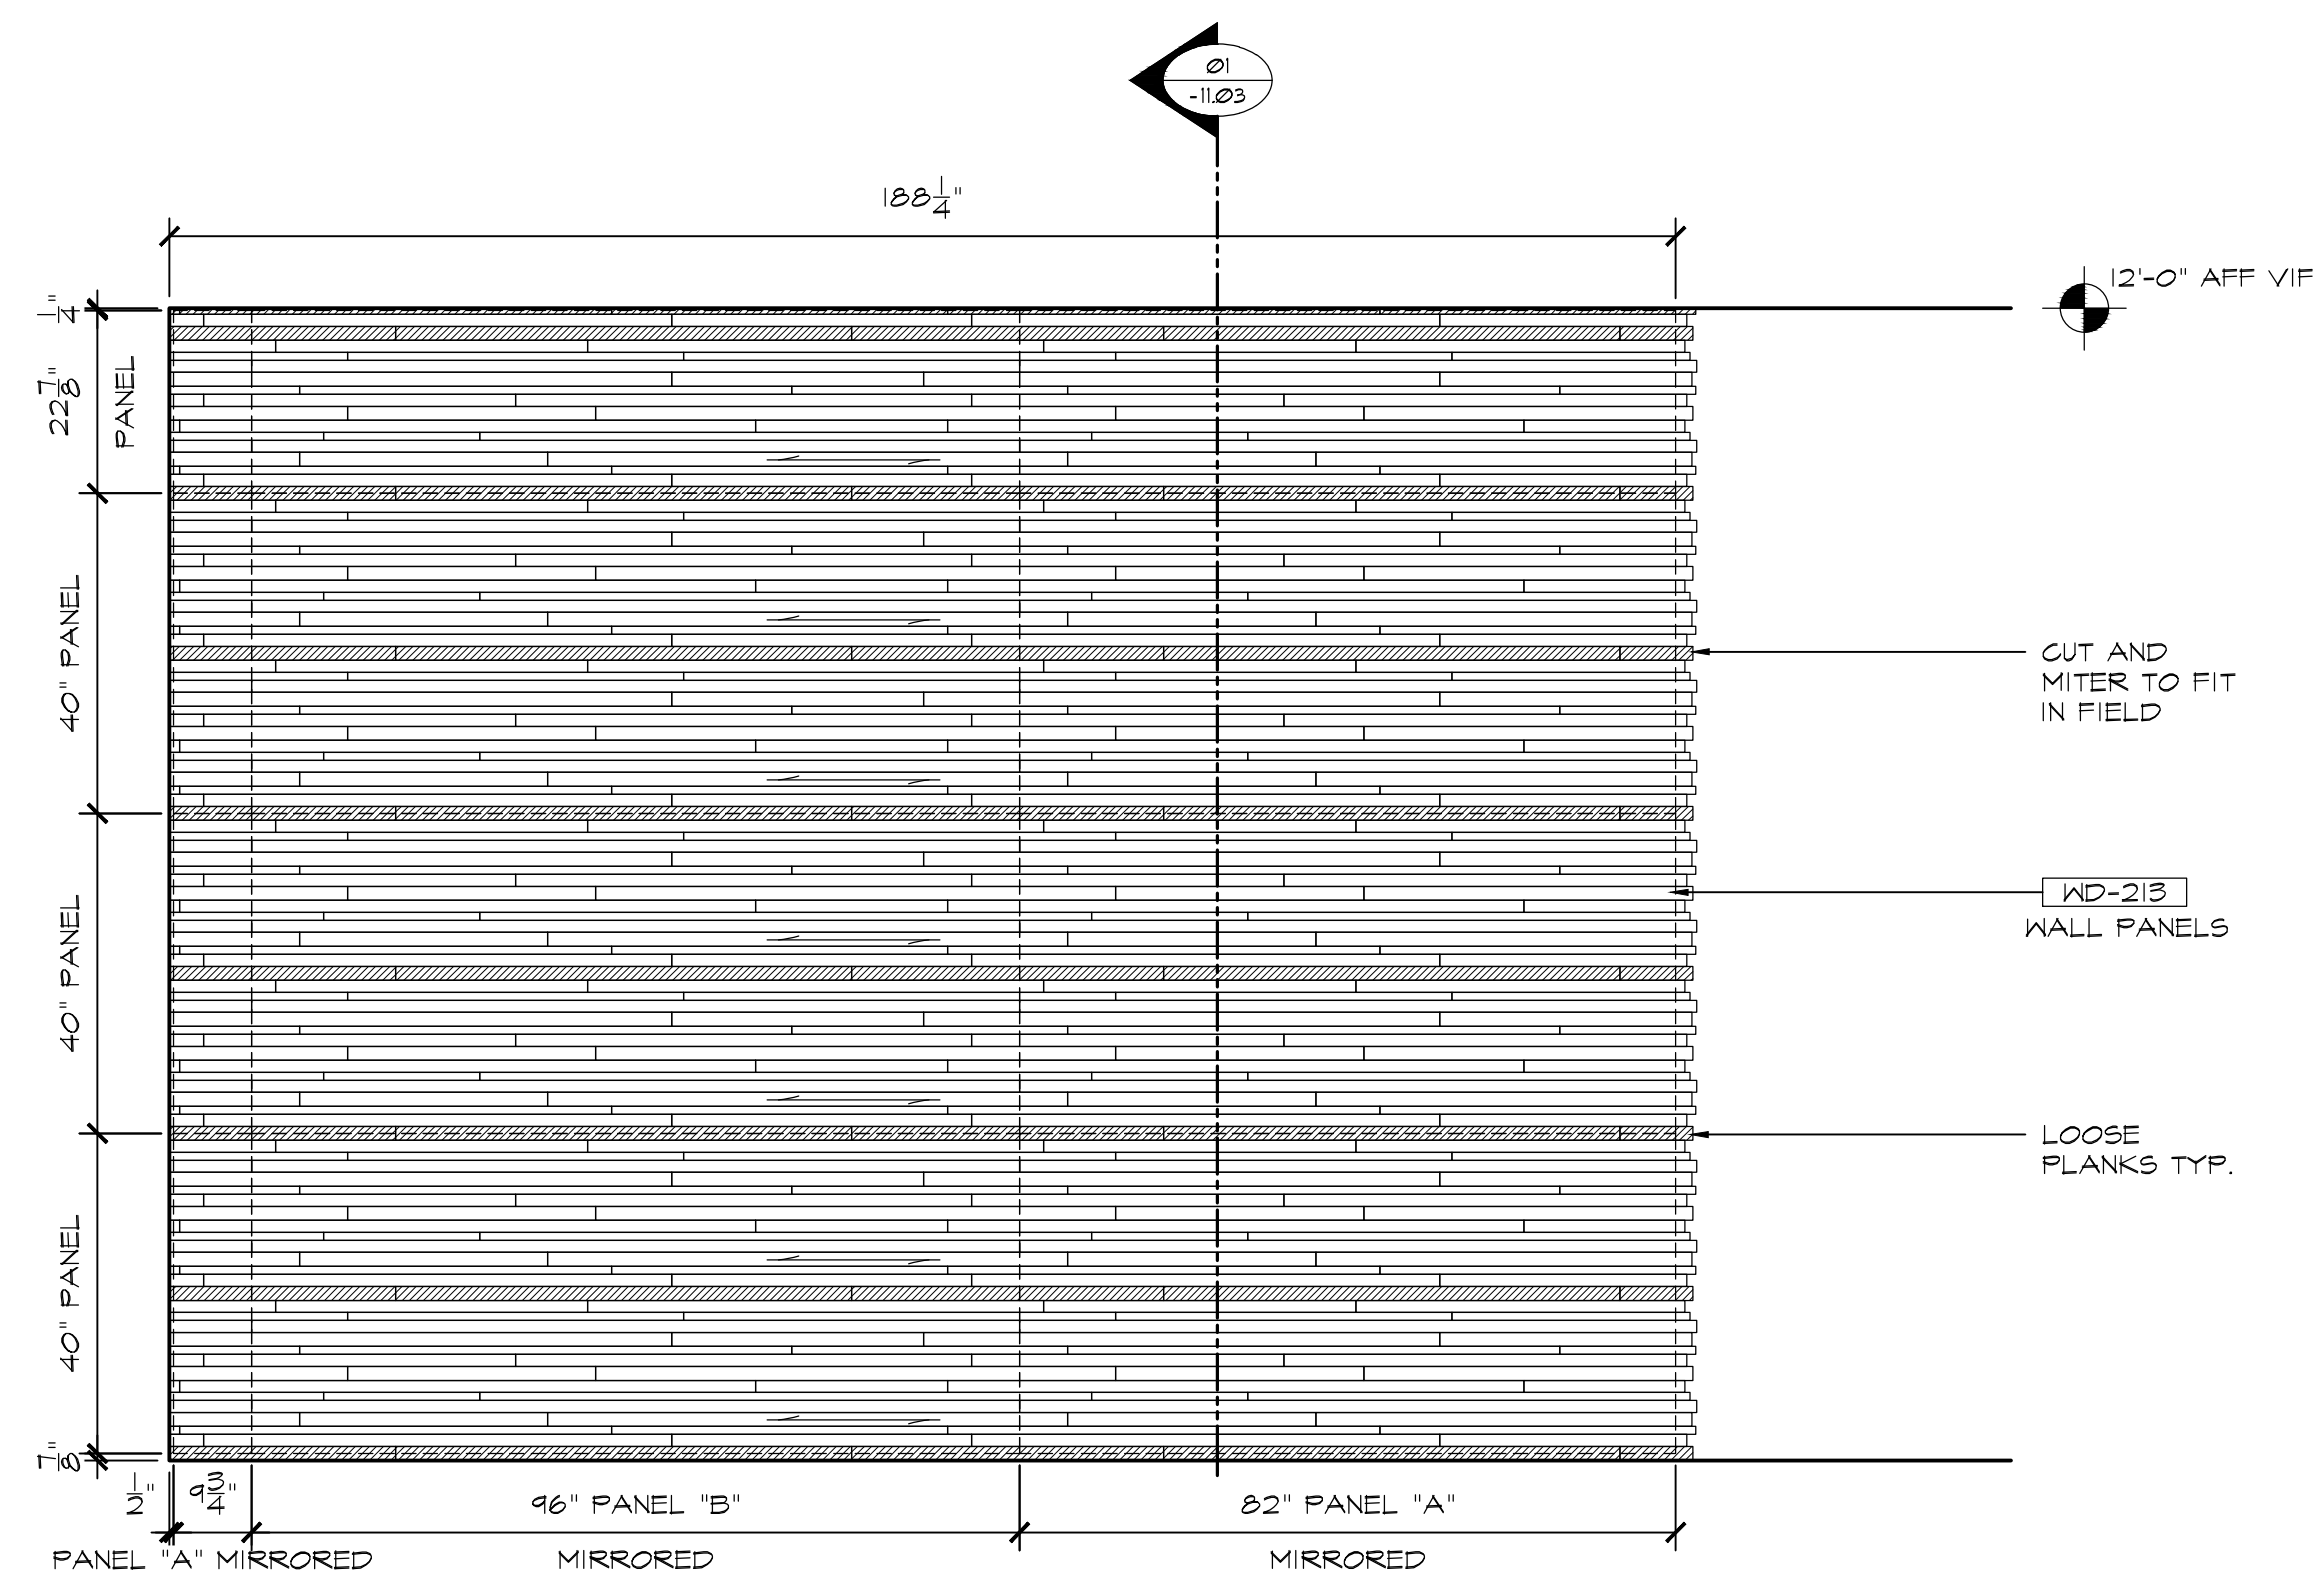 Ø1
-11.Ø3
188 1/4"
12'-0" AFF VIF
1/4"
22 7/8"
PANEL
40" PANEL
CUT AND
MITER TO FIT
IN FIELD
40" PANEL
WD-213
WALL PANELS
LOOSE
PLANKS TYP.
40" PANEL
7/8"
1/2"
9 3/4"
96" PANEL "B"
82" PANEL "A"
PANEL "A" MIRRORED
MIRRORED
MIRRORED